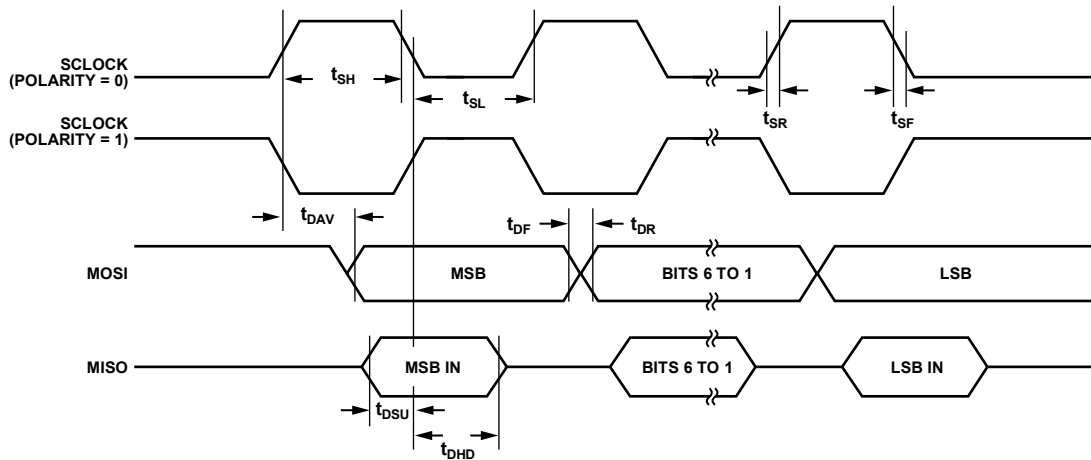 SCLOCK
(POLARITY = 0)
tSH
tSL
tSR
tSF
SCLOCK
(POLARITY = 1)
tDAV
tDF
tDR
MOSI
MSB
BITS 6 TO 1
LSB
MISO
MSB IN
BITS 6 TO 1
LSB IN
tDSU
tDHD